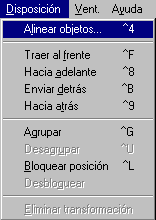 Disposición Vent. Ayuda
Alinear objetos... ^4
Traer al frente ^F
Hacia adelante ^8
Enviar detrás ^B
Hacia atrás ^9
Agrupar ^G
Desagrupar ^U
Bloquear posición ^L
Desbloquear
Eliminar transformación